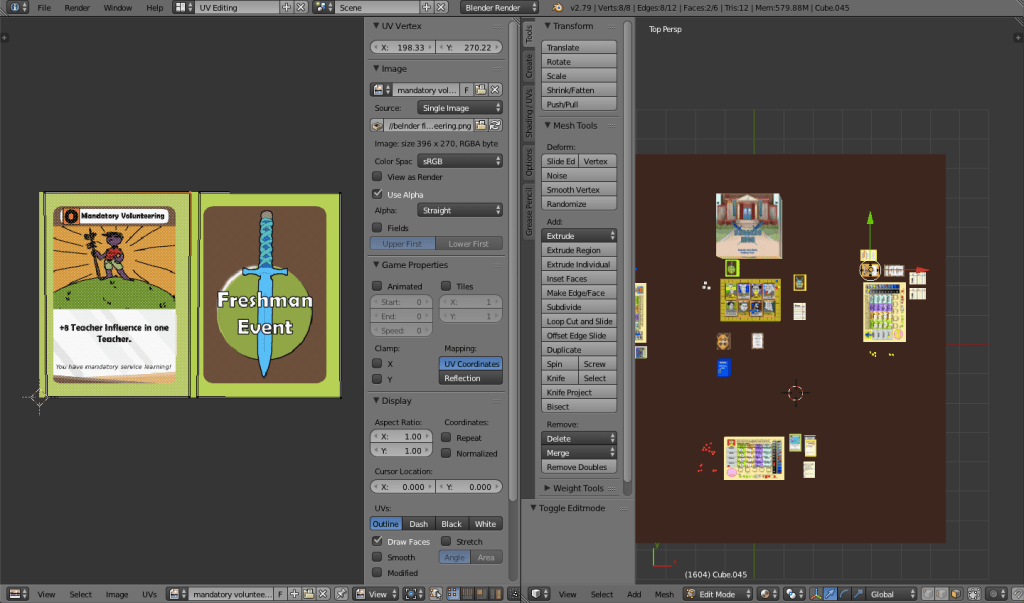 File Render Window Help UV Editing Scene Blender Render v2.79 | Verts:8/8 | Edges:8/12 | Faces:2/6 | Tris:12 | Mem:579.88M | Cube.045
Mandatory Volunteering
+8 Teacher Influence in one
Teacher.
You have mandatory service learning!
Freshman
Event
UV Vertex
X: 198.33 Y: 270.22
Image
mandatory vol... F
Source: Single Image
//belnder fi...eering.png
Image: size 396 x 270, RGBA byte
Color Spac sRGB
View as Render
Use Alpha
Alpha: Straight
Fields
Upper First Lower First
Game Properties
Animated Tiles
Start: 0 X: 1
End: 0 Y: 1
Speed: 0
Clamp: Mapping:
X UV Coordinates
Y Reflection
Display
Aspect Ratio: Coordinates:
X: 1.00 Repeat
Y: 1.00 Normalized
Cursor Location:
X: 0.000 Y: 0.000
UVs:
Outline Dash Black White
Draw Faces Stretch
Smooth Angle Area
Modified
Tools
Create
Shading / UVs
Options
Grease Pencil
Transform
Translate
Rotate
Scale
Shrink/Fatten
Push/Pull
Mesh Tools
Deform:
Slide Ed Vertex
Noise
Smooth Vertex
Randomize
Add:
Extrude
Extrude Region
Extrude Individual
Inset Faces
Make Edge/Face
Subdivide
Loop Cut and Slide
Offset Edge Slide
Duplicate
Spin Screw
Knife Select
Knife Project
Bisect
Remove:
Delete
Merge
Remove Doubles
Weight Tools
Toggle Editmode
Top Persp
(1604) Cube.045
View Select Image UVs mandatory voluntee... F View
View Select Add Mesh Edit Mode Global